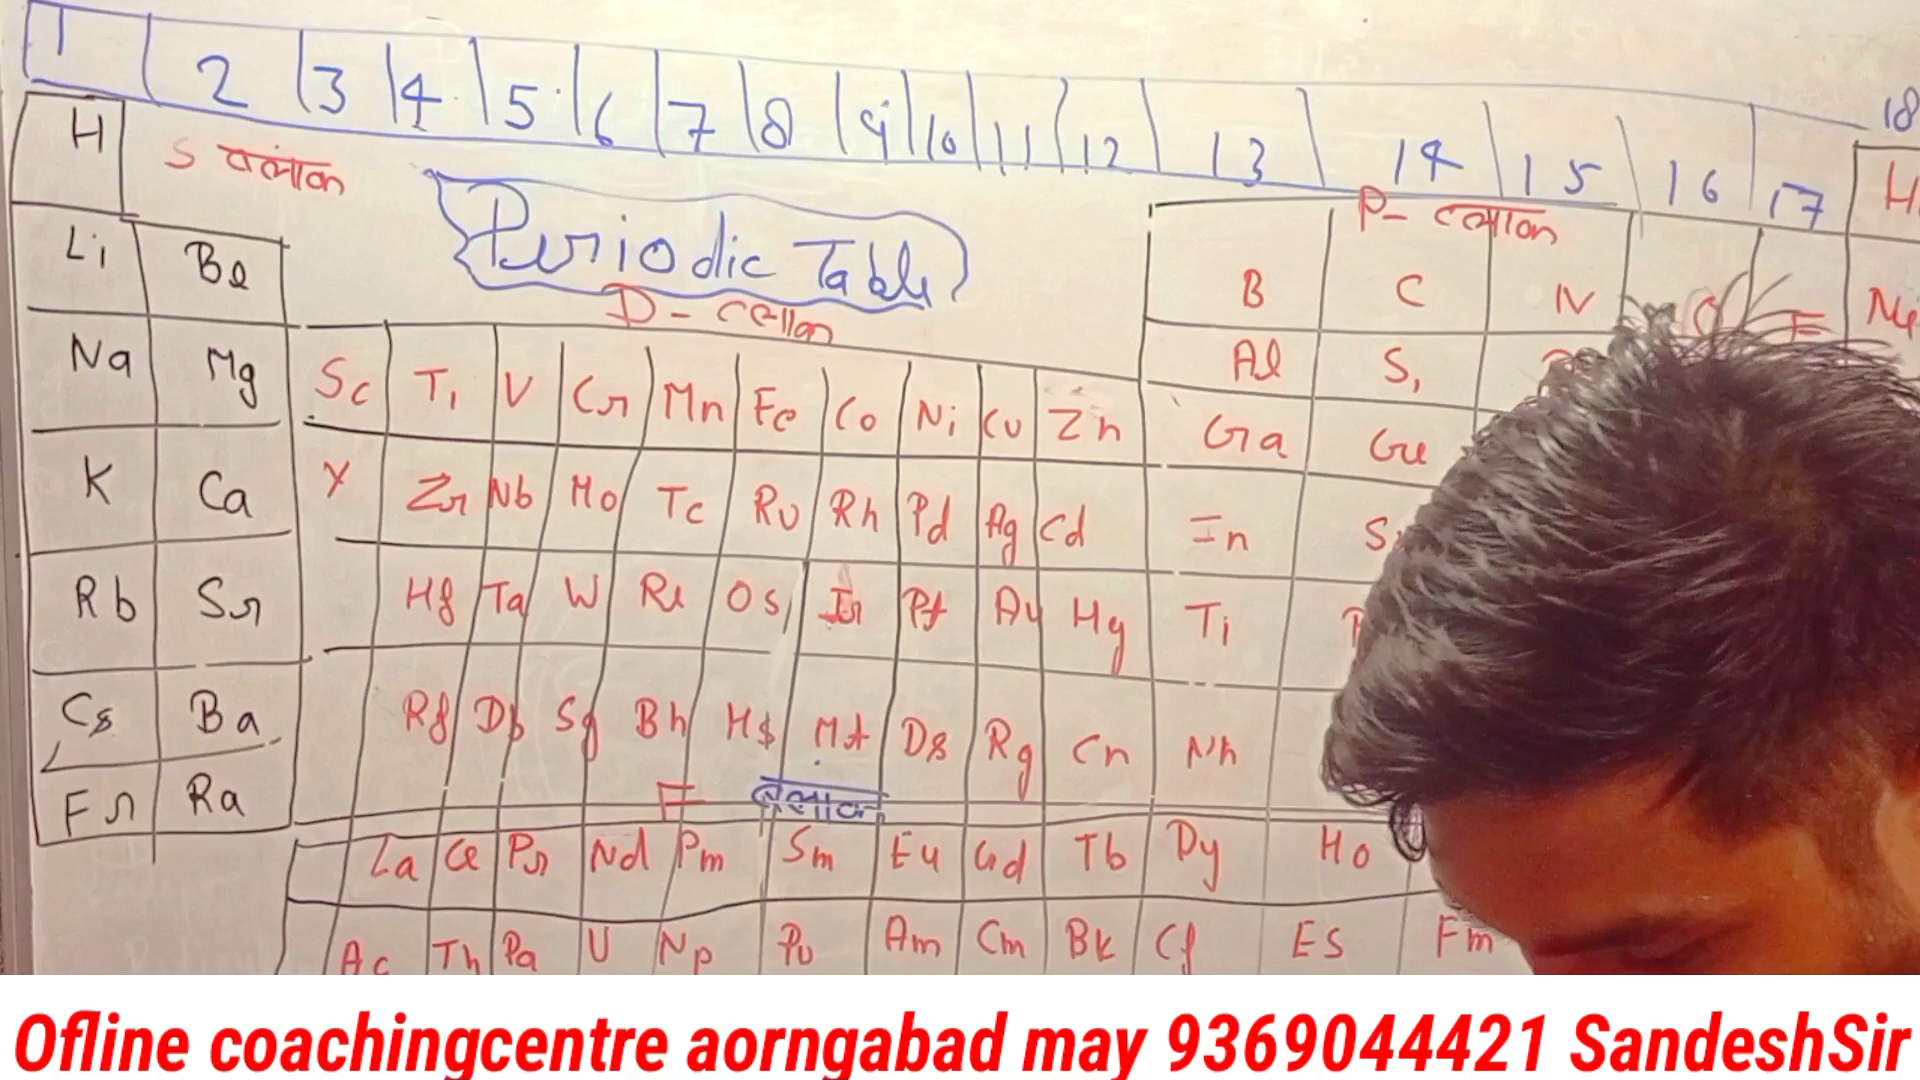 1 2 3 4 5 6 7 8 9 10 11 12 13 14 15 16 17 18
H S ब्लाक P- ब्लाक H
Periodic Table
Li Be B C N O F Ne
D- ब्लाक
Na Mg Al Si
K Ca Sc Ti V Cr Mn Fe Co Ni Cu Zn Ga Ge
Rb Sr Y Zr Nb Mo Tc Ru Rh Pd Ag Cd In S
Cs Ba Hf Ta W Re Os Ir Pt Au Hg Ti
Fr Ra Rf Db Sg Bh Hs Mt Ds Rg Cn Nh
F ब्लाक
La Ce Pr Nd Pm Sm Eu Gd Tb Dy Ho
Ac Th Pa U Np Pu Am Cm Bk Cf ES Fm
Ofline coachingcentre aorngabad may 9369044421 SandeshSir